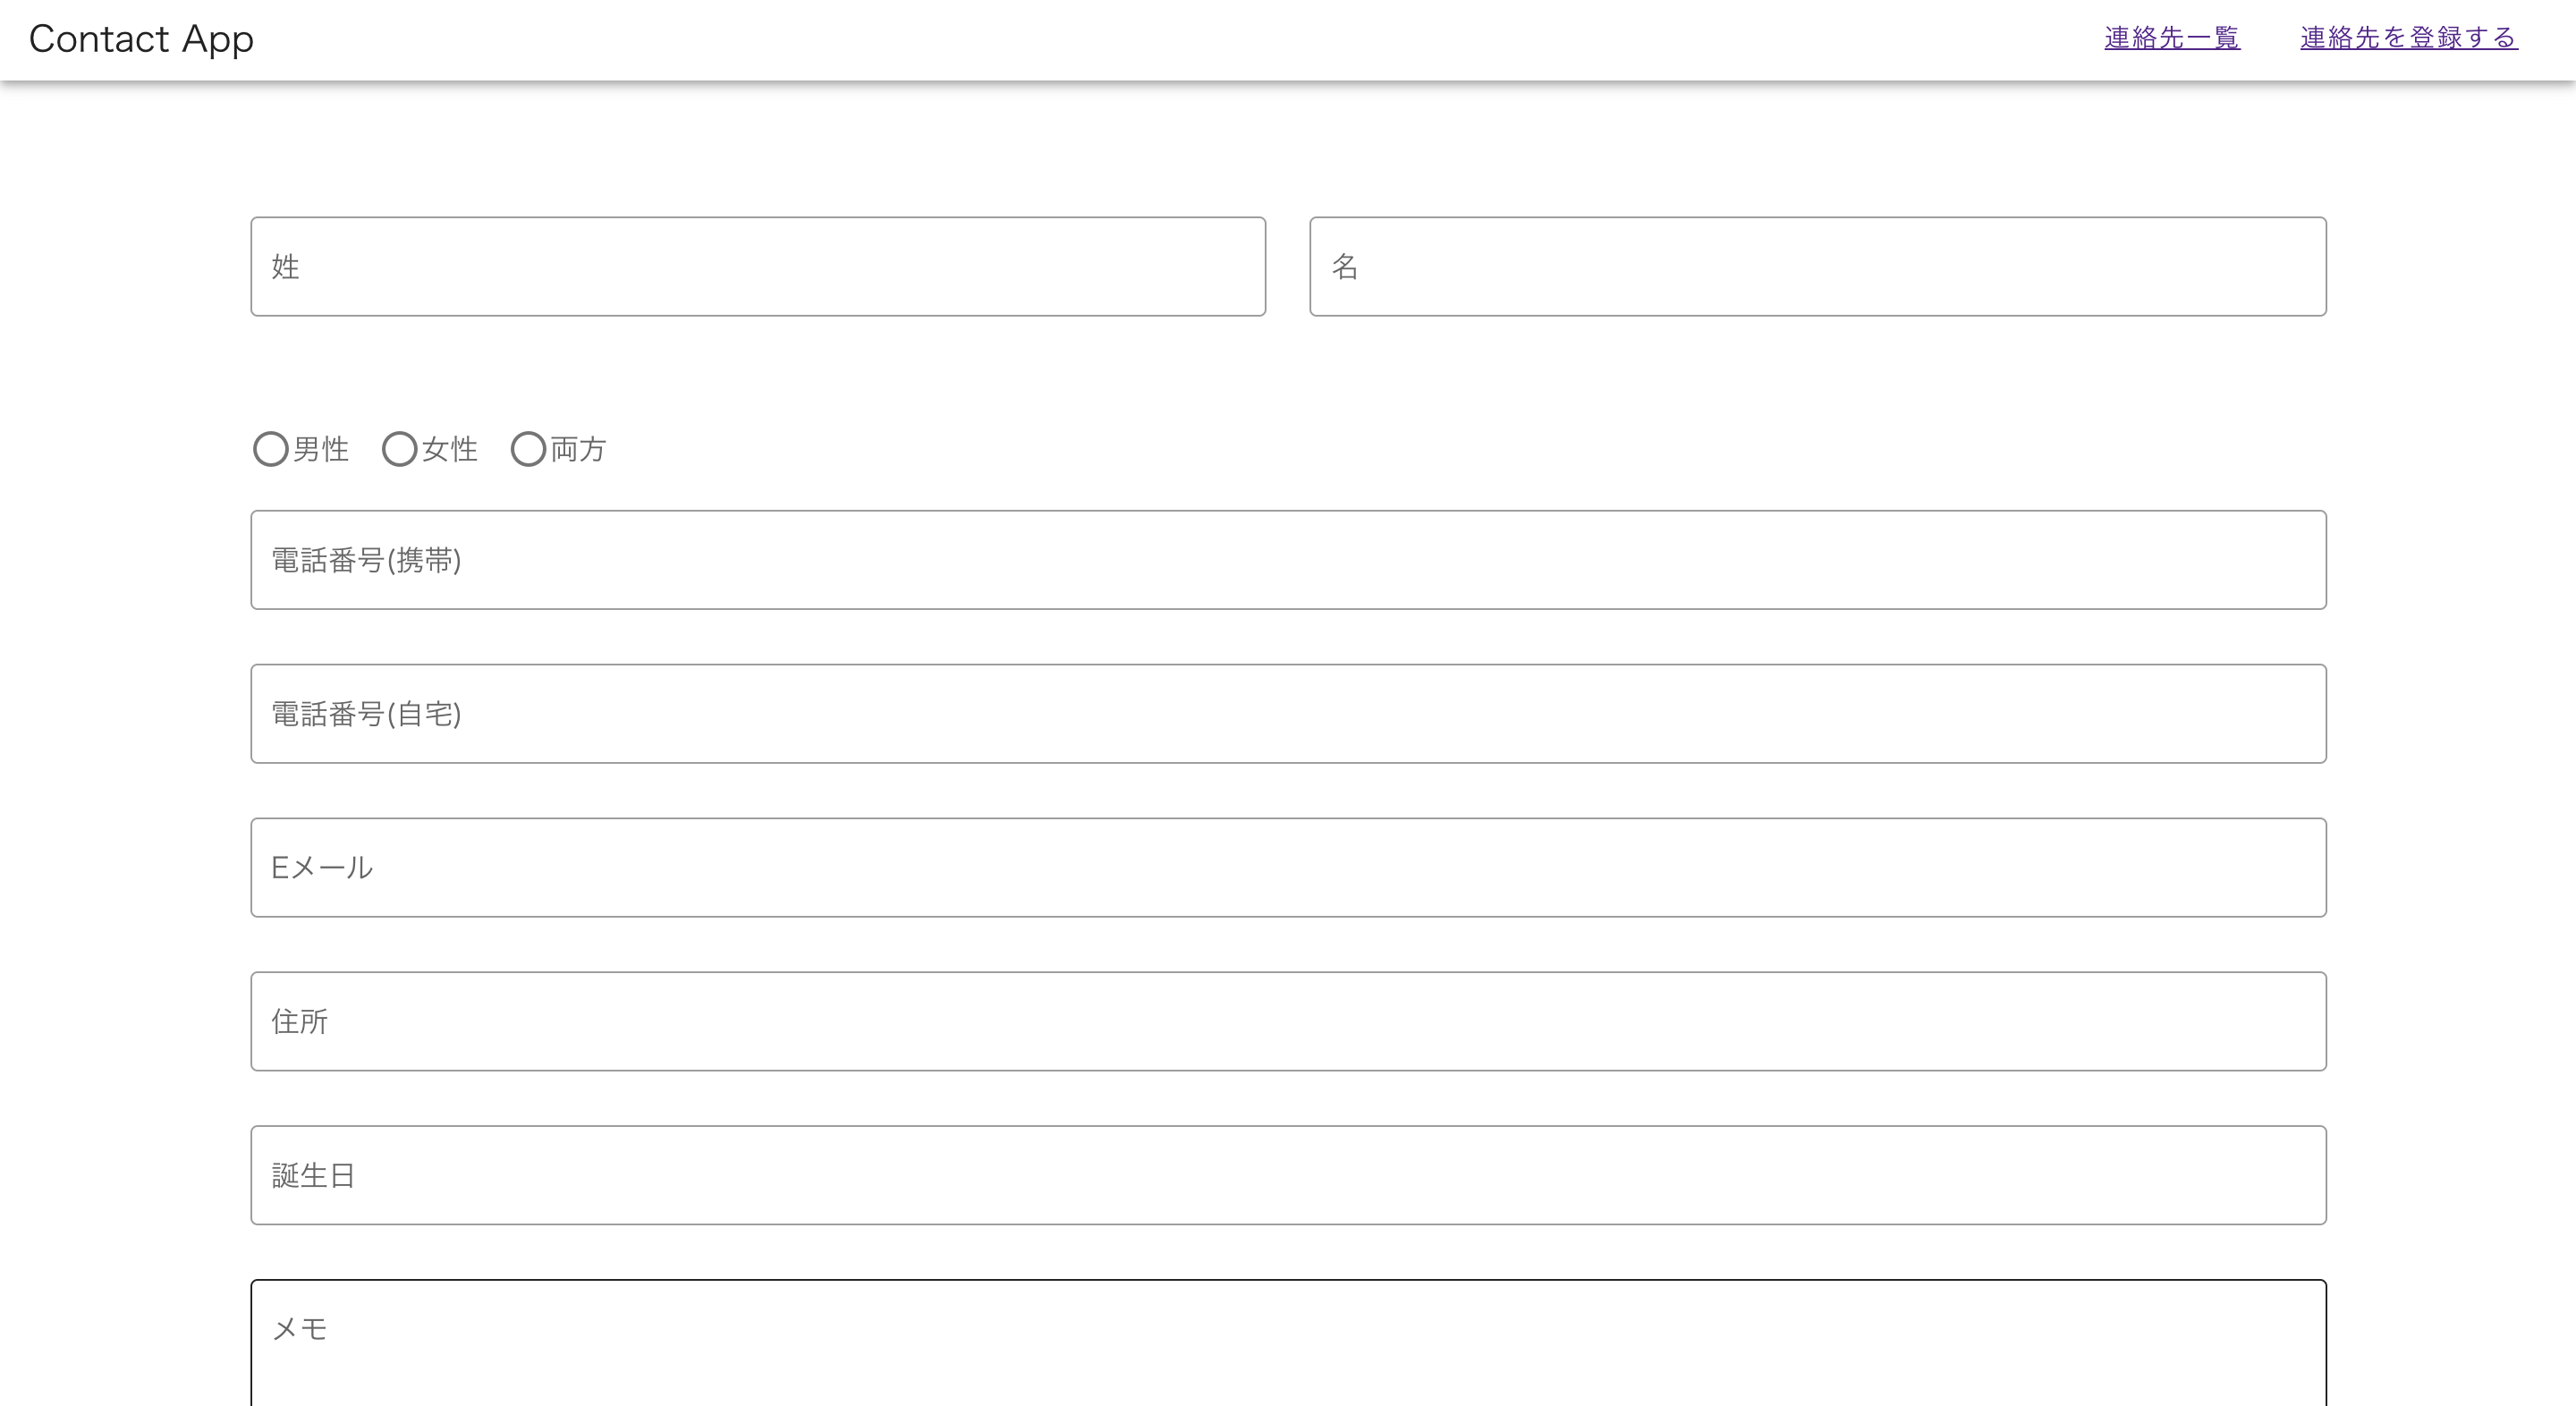 Contact App
連絡先一覧 連絡先を登録する
姓 名
男性 女性 両方
電話番号(携帯)
電話番号(自宅)
Eメール
住所
誕生日
メモ